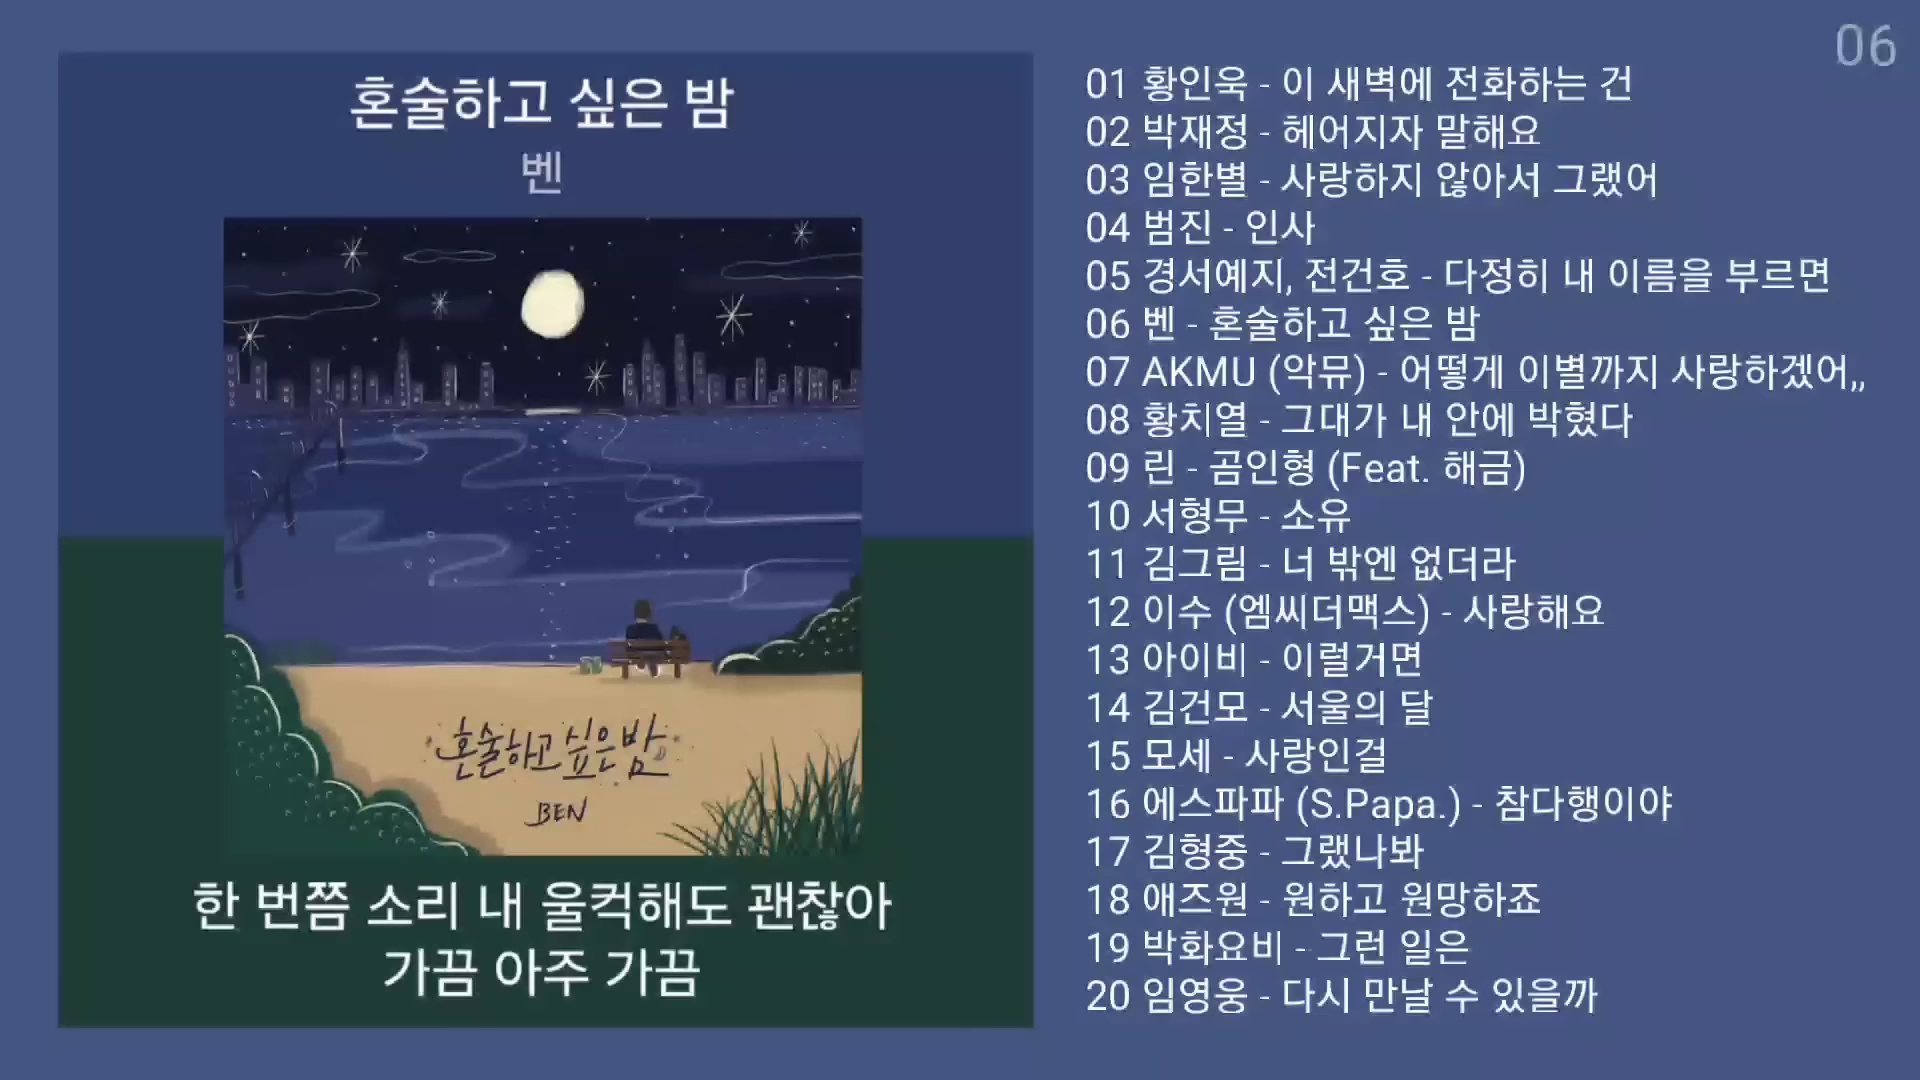 혼술하고 싶은 밤
벤
혼술하고 싶은 밤
BEN
한 번쯤 소리 내 울컥해도 괜찮아
가끔 아주 가끔
06
01 황인욱 - 이 새벽에 전화하는 건
02 박재정 - 헤어지자 말해요
03 임한별 - 사랑하지 않아서 그랬어
04 범진 - 인사
05 경서예지, 전건호 - 다정히 내 이름을 부르면
06 벤 - 혼술하고 싶은 밤
07 AKMU (악뮤) - 어떻게 이별까지 사랑하겠어,,
08 황치열 - 그대가 내 안에 박혔다
09 린 - 곰인형 (Feat. 해금)
10 서형무 - 소유
11 김그림 - 너 밖엔 없더라
12 이수 (엠씨더맥스) - 사랑해요
13 아이비 - 이럴거면
14 김건모 - 서울의 달
15 모세 - 사랑인걸
16 에스파파 (S.Papa.) - 참다행이야
17 김형중 - 그랬나봐
18 애즈원 - 원하고 원망하죠
19 박화요비 - 그런 일은
20 임영웅 - 다시 만날 수 있을까